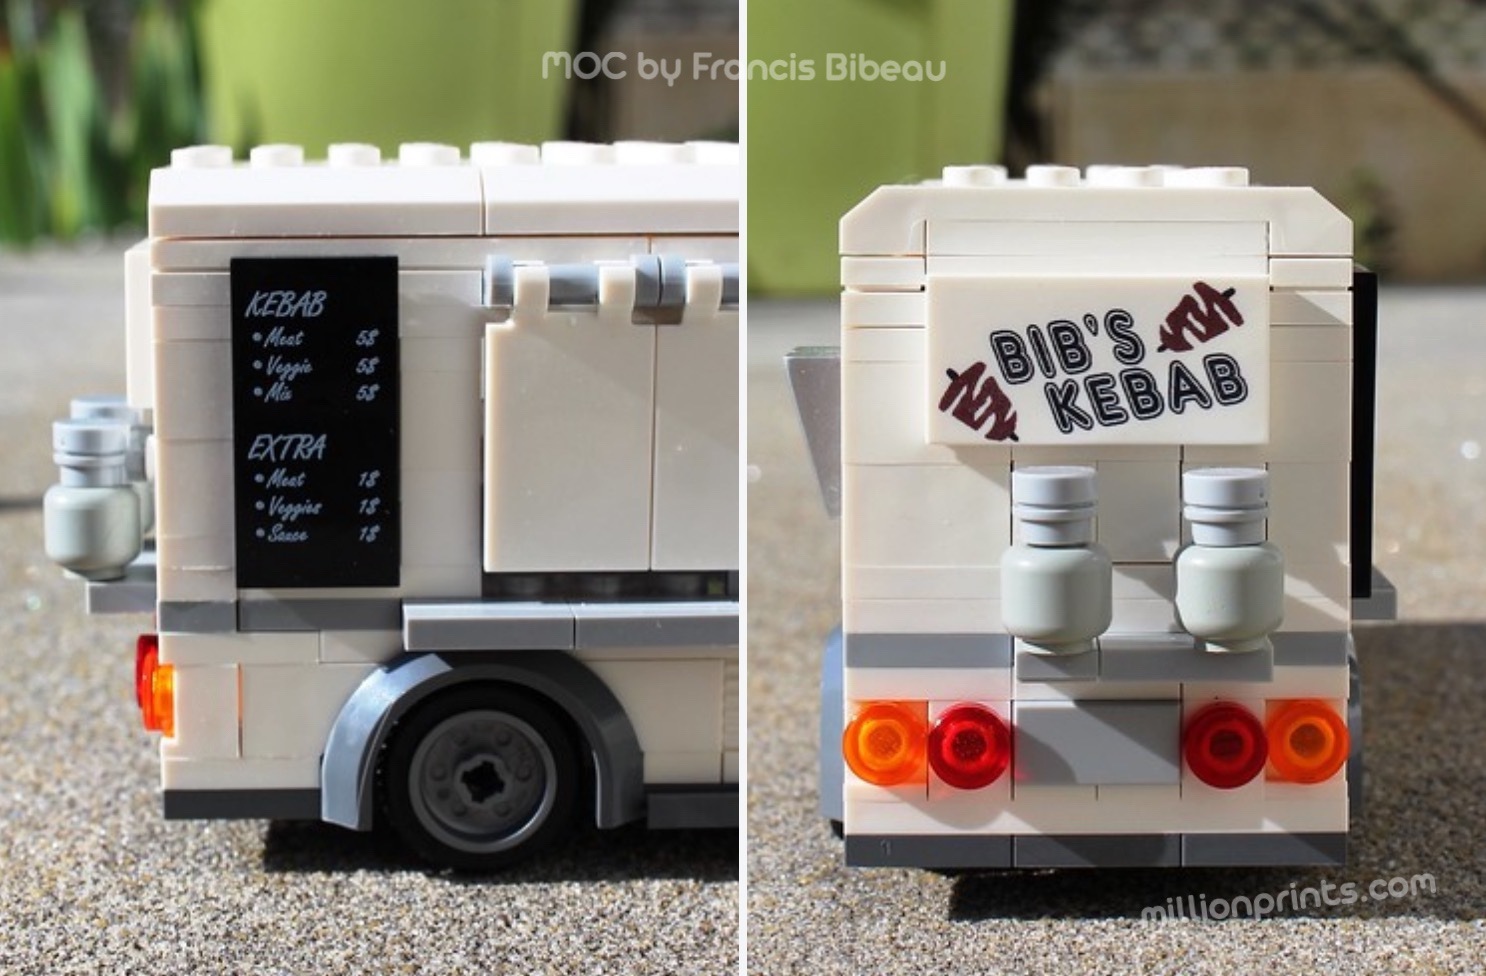 MOC by Francis Bibeau
KEBAB
• Meat 5$
• Veggie 5$
• Mix 5$
EXTRA
• Meat 1$
• Veggies 1$
• Sauce 1$
BIB'S
KEBAB
millionprints.com